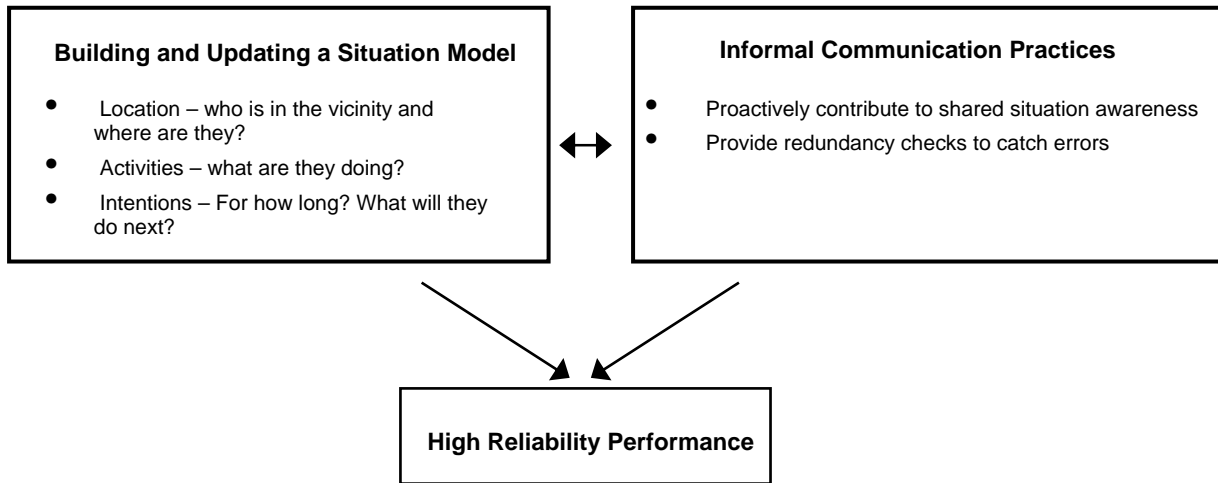 Building and Updating a Situation Model
• Location – who is in the vicinity and
where are they?
• Activities – what are they doing?
• Intentions – For how long? What will they
do next?
Informal Communication Practices
• Proactively contribute to shared situation awareness
• Provide redundancy checks to catch errors
High Reliability Performance